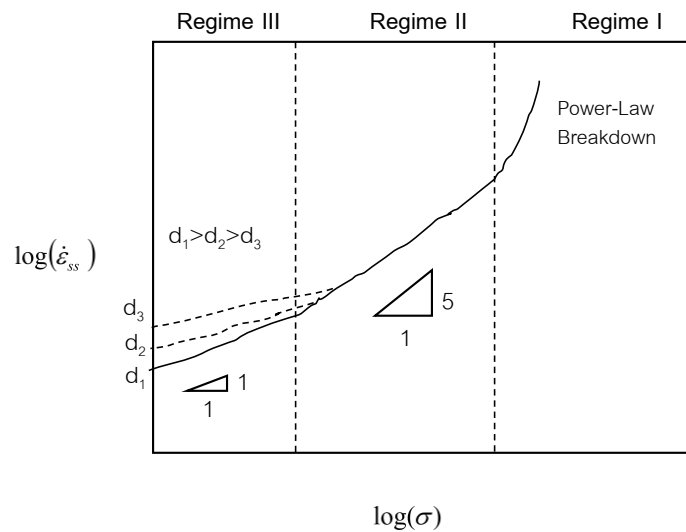 Regime III
Regime II
Regime I
Power-Law
Breakdown
d₁>d₂>d₃
log(ε̇ₛₛ)
d₃
d₂
d₁
5
1
1
1
log(σ)